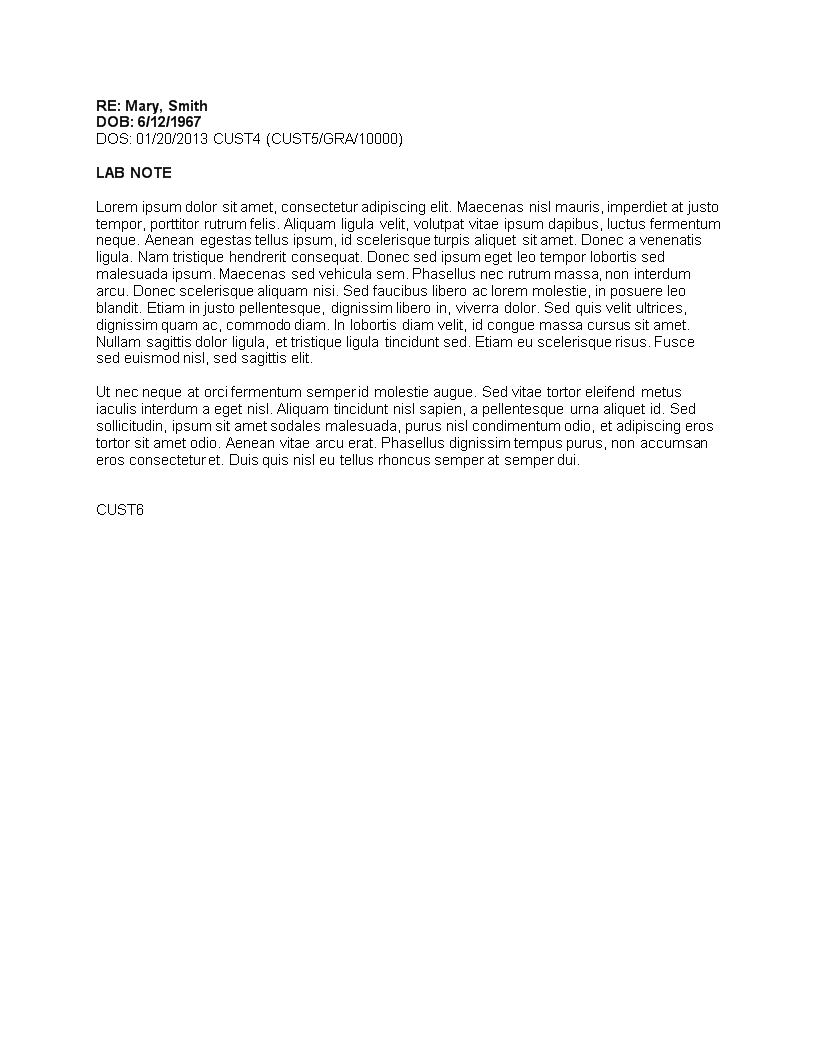 RE: Mary, Smith
DOB: 6/12/1967
DOS: 01/20/2013 CUST4 (CUST5/GRA/10000)
LAB NOTE
Lorem ipsum dolor sit amet, consectetur adipiscing elit. Maecenas nisl mauris, imperdiet at justo
tempor, porttitor rutrum felis. Aliquam ligula velit, volutpat vitae ipsum dapibus, luctus fermentum
neque. Aenean egestas tellus ipsum, id scelerisque turpis aliquet sit amet. Donec a venenatis
ligula. Nam tristique hendrerit consequat. Donec sed ipsum eget leo tempor lobortis sed
malesuada ipsum. Maecenas sed vehicula sem. Phasellus nec rutrum massa, non interdum
arcu. Donec scelerisque aliquam nisi. Sed faucibus libero ac lorem molestie, in posuere leo
blandit. Etiam in justo pellentesque, dignissim libero in, viverra dolor. Sed quis velit ultrices,
dignissim quam ac, commodo diam. In lobortis diam velit, id congue massa cursus sit amet.
Nullam sagittis dolor ligula, et tristique ligula tincidunt sed. Etiam eu scelerisque risus. Fusce
sed euismod nisl, sed sagittis elit.
Ut nec neque at orci fermentum semper id molestie augue. Sed vitae tortor eleifend metus
iaculis interdum a eget nisl. Aliquam tincidunt nisl sapien, a pellentesque urna aliquet id. Sed
sollicitudin, ipsum sit amet sodales malesuada, purus nisl condimentum odio, et adipiscing eros
tortor sit amet odio. Aenean vitae arcu erat. Phasellus dignissim tempus purus, non accumsan
eros consectetur et. Duis quis nisl eu tellus rhoncus semper at semper dui.
CUST6